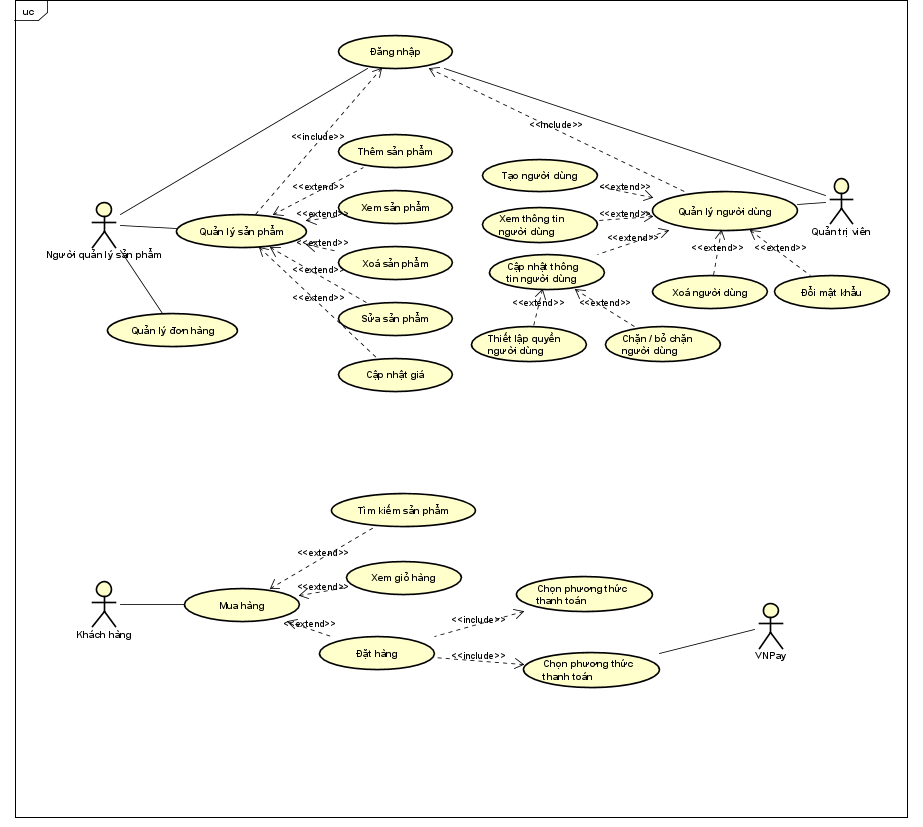 uc
Đăng nhập
<<include>>
<<include>>
Thêm sản phẩm
Tạo người dùng
<<extend>>
<<extend>>
Xem sản phẩm
<<extend>>
Xem thông tin
người dùng
<<extend>>
Quản lý người dùng
Quản trị viên
Người quản lý sản phẩm
Quản lý sản phẩm
<<extend>>
<<extend>>
Xoá sản phẩm
<<extend>>
Cập nhật thông
tin người dùng
<<extend>>
<<extend>>
Xoá người dùng
Đổi mật khẩu
<<extend>>
<<extend>>
<<extend>>
Sửa sản phẩm
Quản lý đơn hàng
Thiết lập quyền
người dùng
Chặn / bỏ chặn
người dùng
Cập nhật giá
Tìm kiếm sản phẩm
<<extend>>
Xem giỏ hàng
<<extend>>
Khách hàng
Mua hàng
Chọn phương thức
thanh toán
<<extend>>
<<include>>
Đặt hàng
<<include>>
Chọn phương thức
thanh toán
VNPay